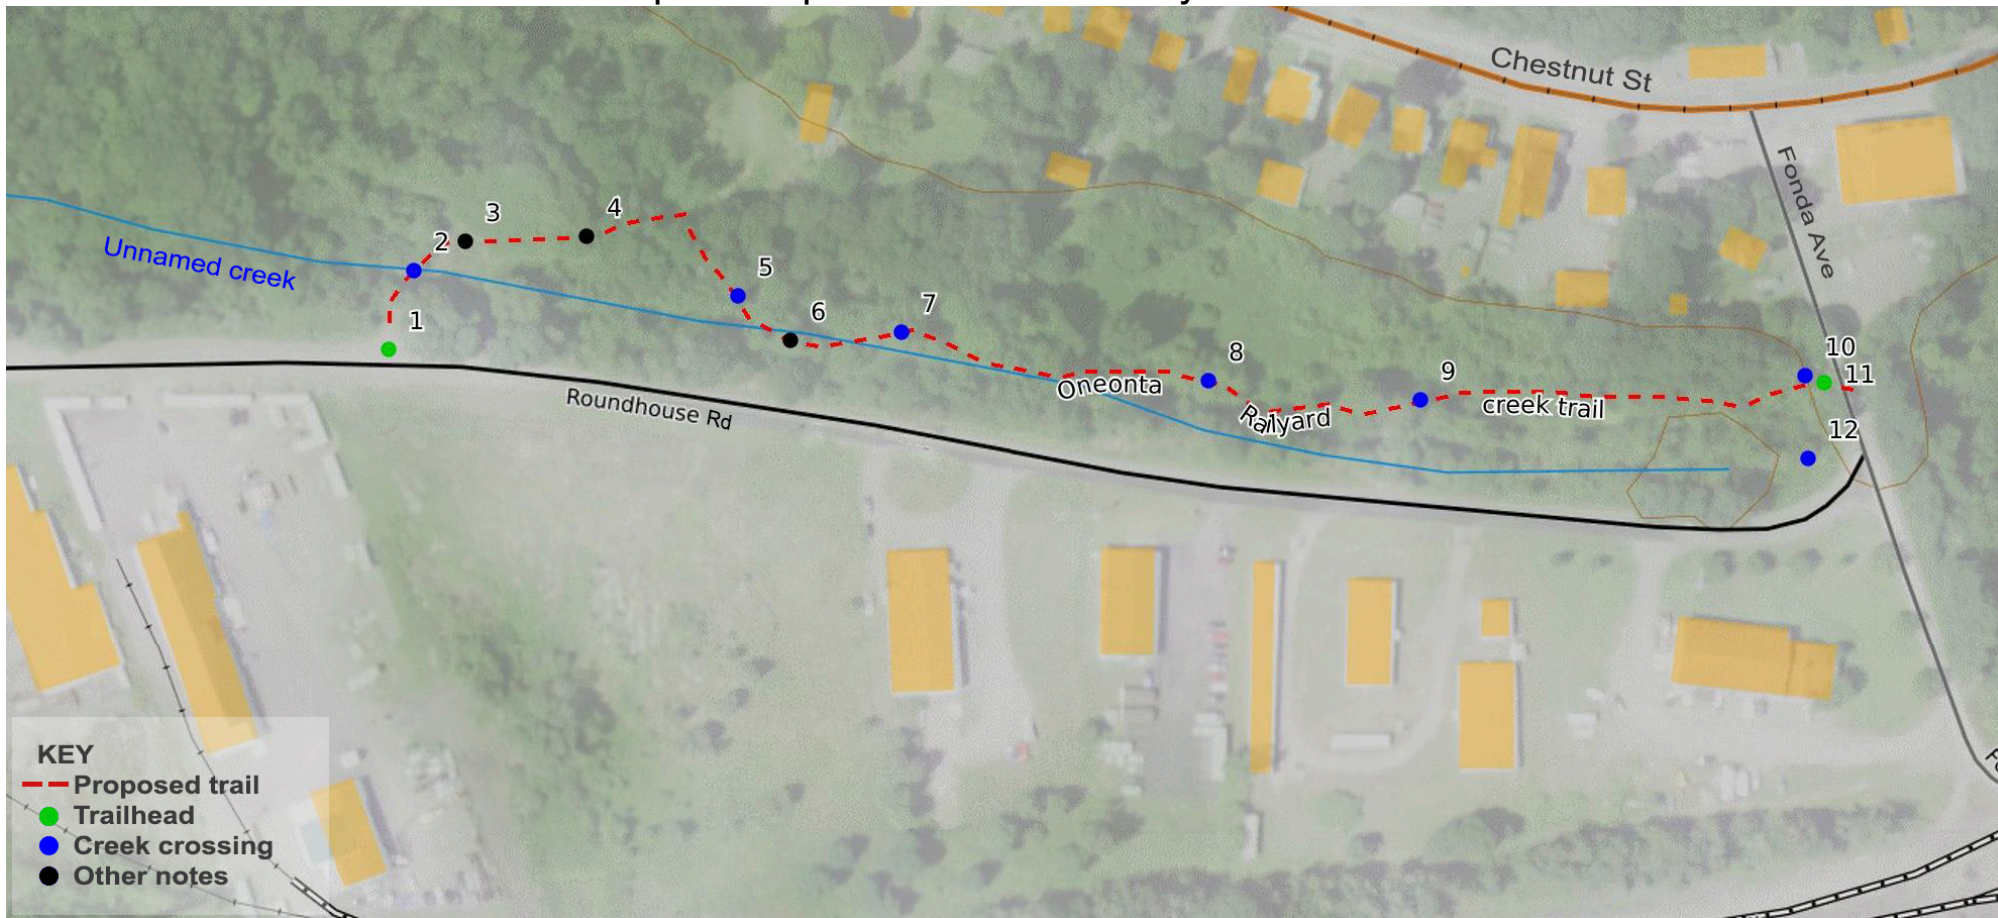 Chestnut St
Fonda Ave
Unnamed creek
Roundhouse Rd
Oneonta
Railyard
creek trail
1
2
3
4
5
6
7
8
9
10
11
12
KEY
Proposed trail
Trailhead
Creek crossing
Other notes